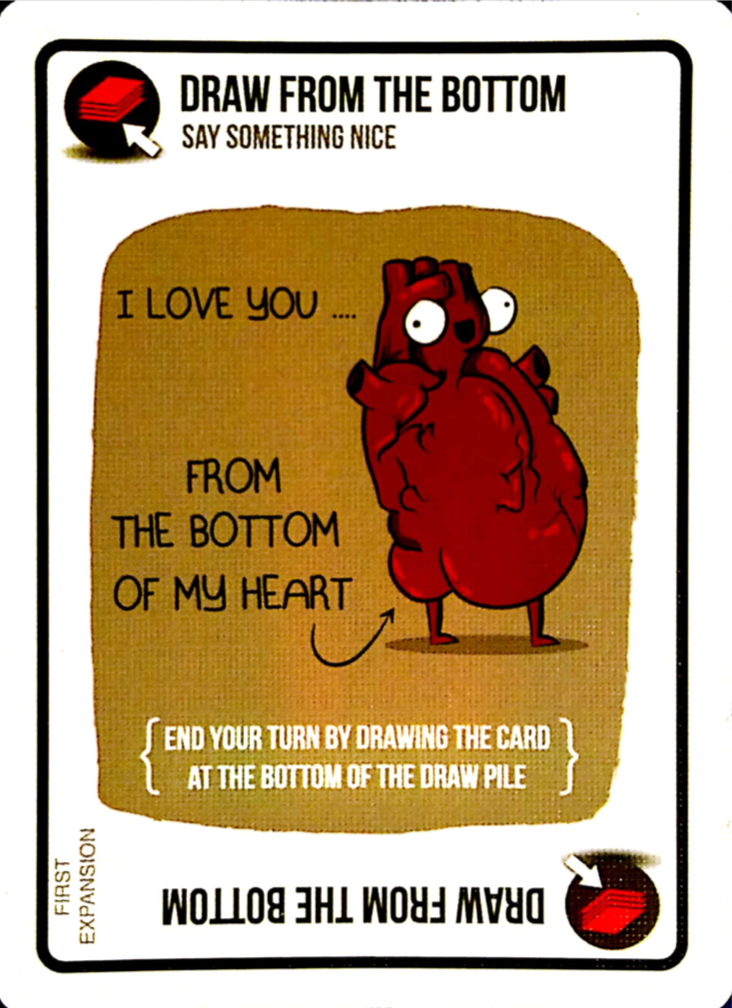 DRAW FROM THE BOTTOM
SAY SOMETHING NICE
I LOVE YOU ....
FROM
THE BOTTOM
OF MY HEART
{ END YOUR TURN BY DRAWING THE CARD
AT THE BOTTOM OF THE DRAW PILE }
FIRST
EXPANSION
DRAW FROM THE BOTTOM